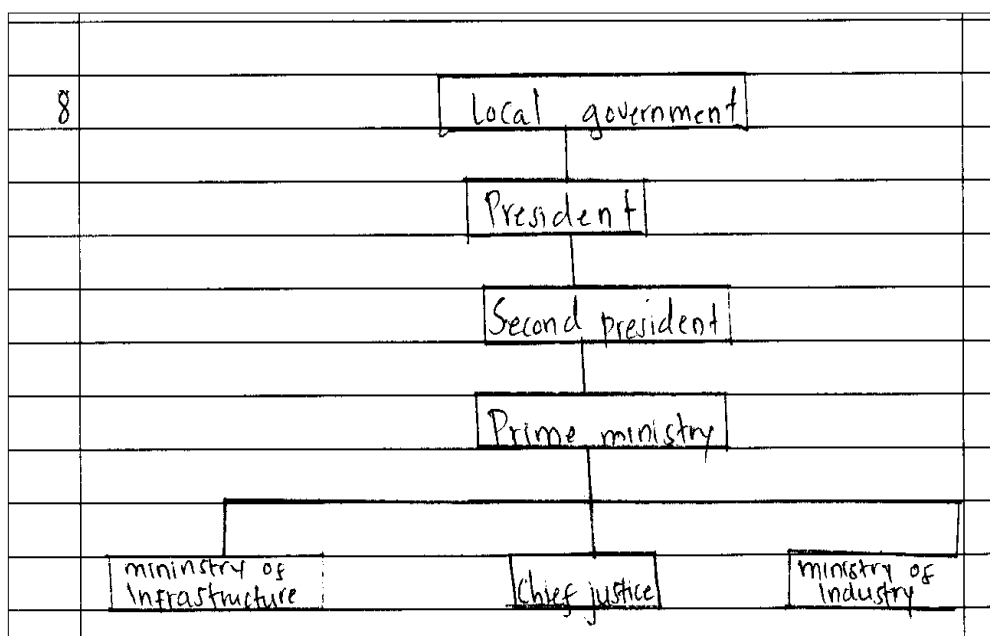 8
Local government
President
Second president
Prime ministry
mininstry of
Infrastructure
Chief justice
ministry of
Industry